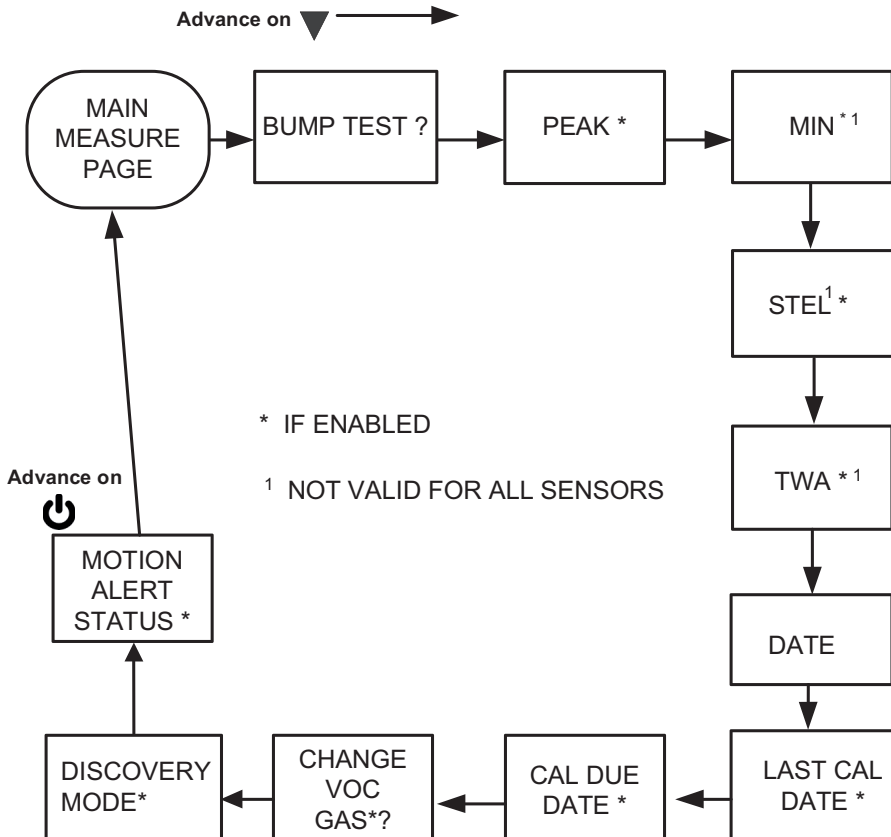 Advance on
MAIN
MEASURE
PAGE
BUMP TEST ?
PEAK *
MIN * 1
STEL 1 *
TWA * 1
DATE
LAST CAL
DATE *
CAL DUE
DATE *
CHANGE
VOC
GAS*?
DISCOVERY
MODE*
MOTION
ALERT
STATUS *
Advance on
* IF ENABLED
1 NOT VALID FOR ALL SENSORS